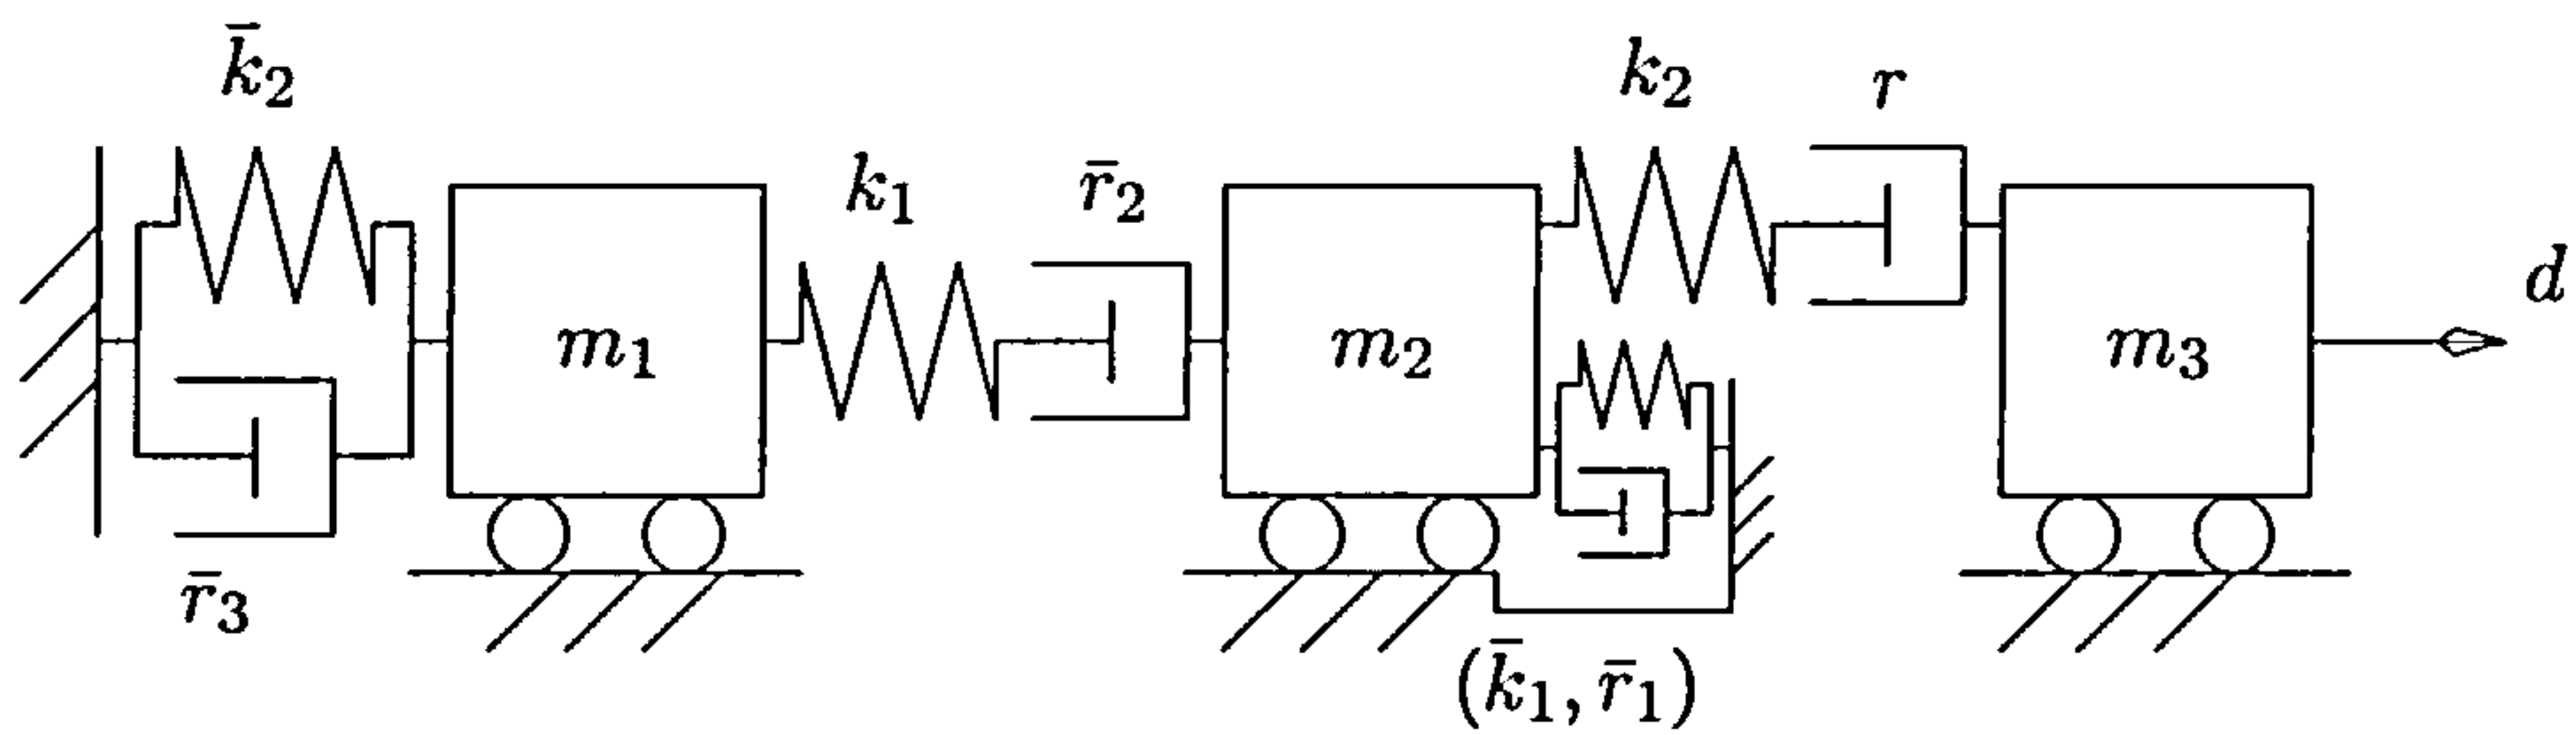 k̄₂
k₁
r̄₂
k₂
r
d
m₁
m₂
m₃
r̄₃
(k̄₁, r̄₁)